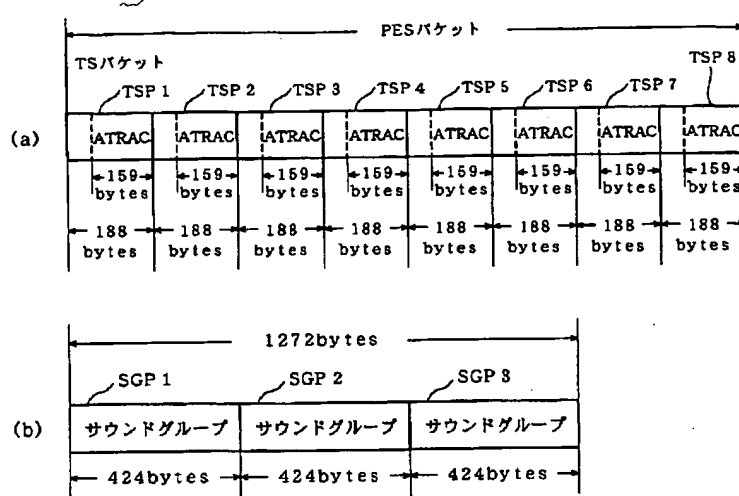 PESパケット
TSパケット
TSP 1 TSP 2 TSP 3 TSP 4 TSP 5 TSP 6 TSP 7 TSP 8
(a)
ATRAC ATRAC ATRAC ATRAC ATRAC ATRAC ATRAC ATRAC
159 159 159 159 159 159 159 159
bytes bytes bytes bytes bytes bytes bytes bytes
188 188 188 188 188 188 188 188
bytes bytes bytes bytes bytes bytes bytes bytes
1272bytes
SGP 1 SGP 2 SGP 3
(b)
サウンドグループ サウンドグループ サウンドグループ
424bytes 424bytes 424bytes